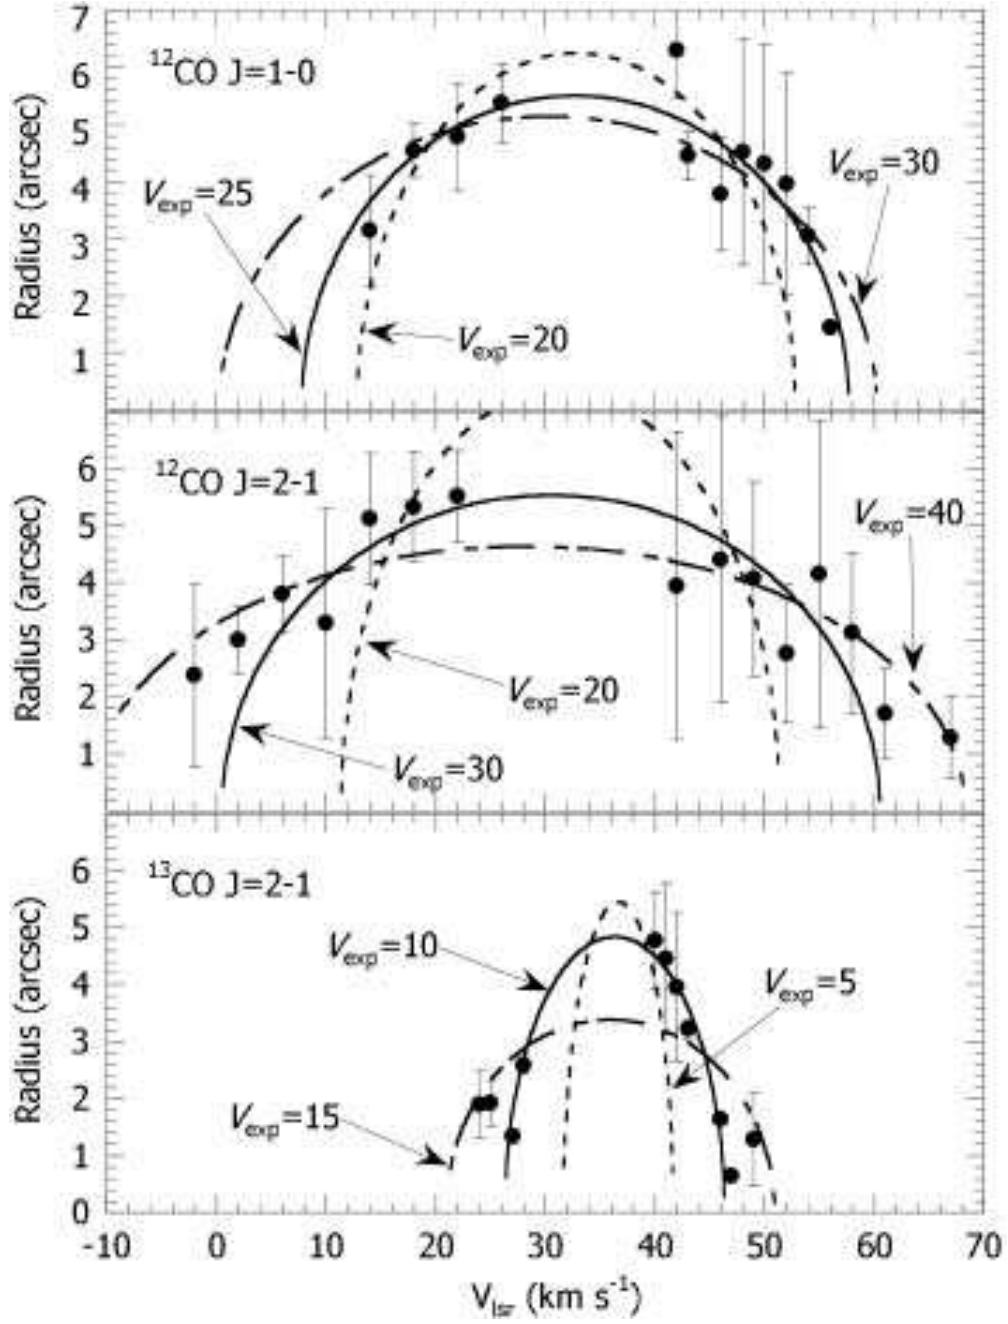 7
6
5
4
3
2
1
Radius (arcsec)
¹²CO J=1-0
V_exp=25
V_exp=20
V_exp=30
6
5
4
3
2
1
Radius (arcsec)
¹²CO J=2-1
V_exp=40
V_exp=20
V_exp=30
6
5
4
3
2
1
0
Radius (arcsec)
¹³CO J=2-1
V_exp=10
V_exp=5
V_exp=15
-10 0 10 20 30 40 50 60 70
V_lsr (km s⁻¹)